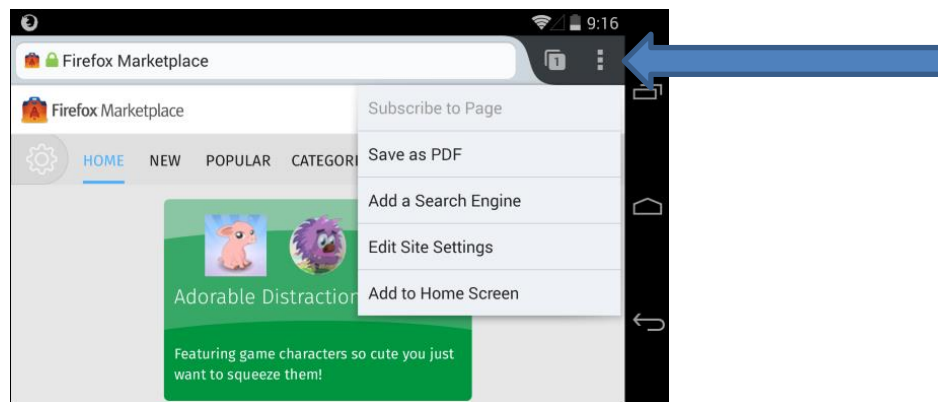 9:16
Firefox Marketplace
1
Firefox Marketplace
Subscribe to Page
HOME NEW POPULAR CATEGORI
Save as PDF
Add a Search Engine
Edit Site Settings
Add to Home Screen
Adorable Distraction
Featuring game characters so cute you just
want to squeeze them!